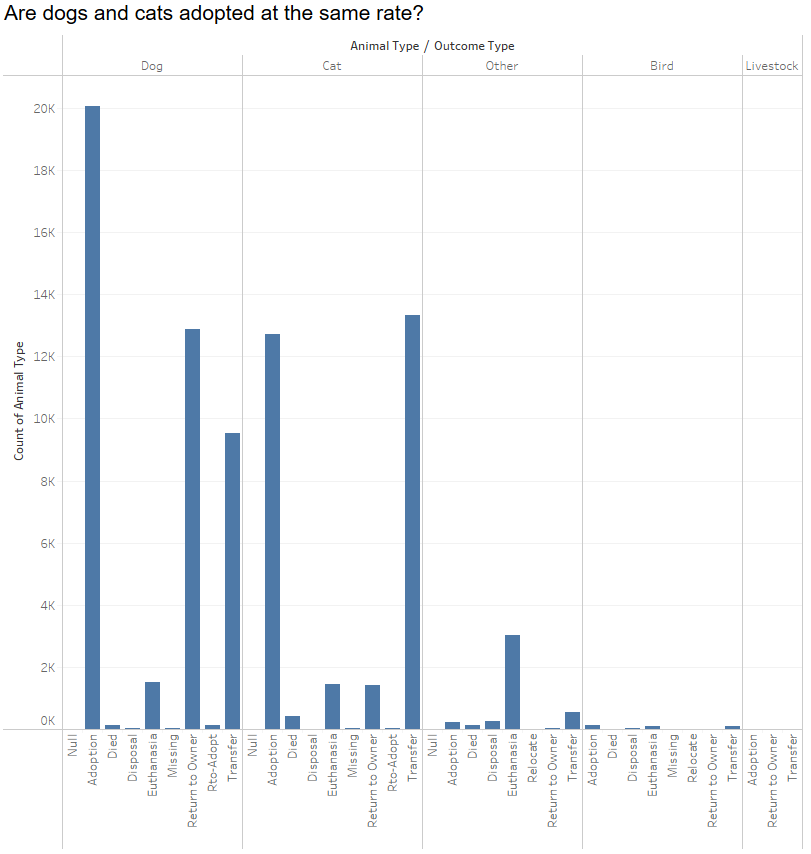 Are dogs and cats adopted at the same rate?
Animal Type / Outcome Type
Dog
Cat
Other
Bird
Livestock
Count of Animal Type
20K
18K
16K
14K
12K
10K
8K
6K
4K
2K
0K
Null
Adoption
Died
Disposal
Euthanasia
Missing
Return to Owner
Rto-Adopt
Transfer
Null
Adoption
Died
Disposal
Euthanasia
Missing
Return to Owner
Rto-Adopt
Transfer
Null
Adoption
Died
Disposal
Euthanasia
Relocate
Return to Owner
Transfer
Adoption
Died
Disposal
Euthanasia
Missing
Relocate
Return to Owner
Transfer
Adoption
Return to Owner
Transfer